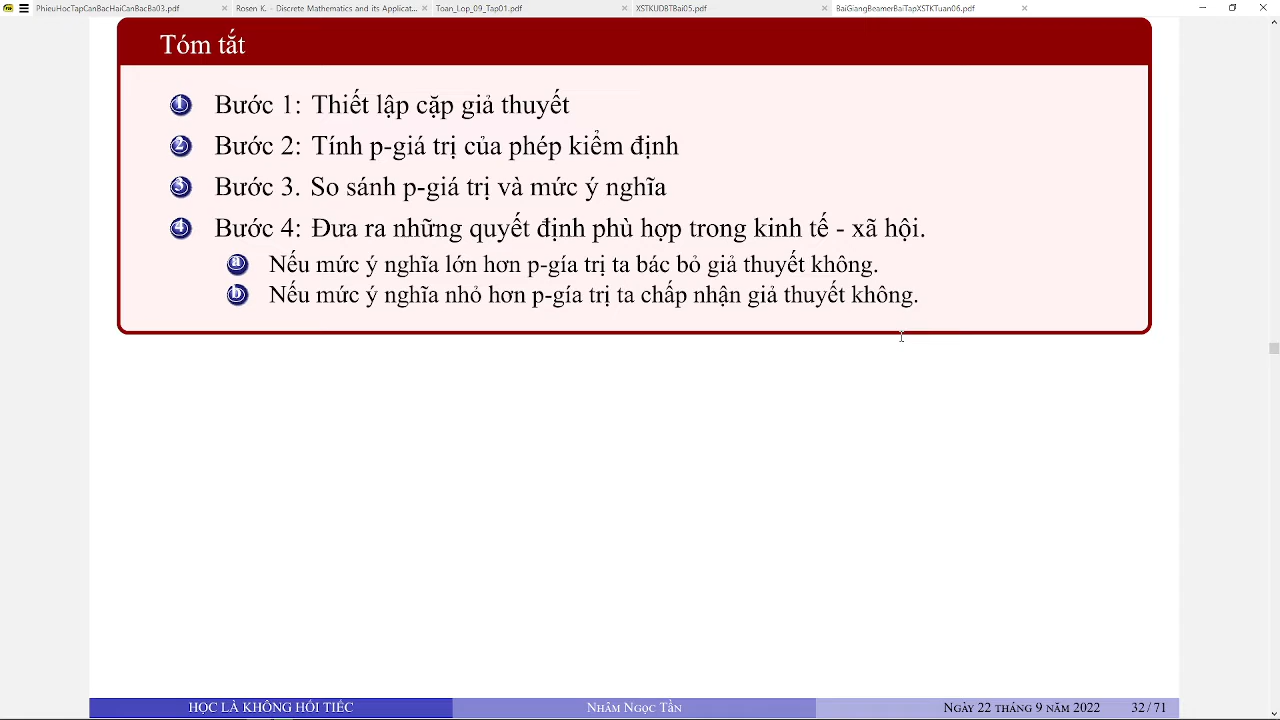 PhieuHocTapCanBacHaiCanBacBa03.pdf
Rosen K. - Discrete Mathematics and its Applicat...
Toan_Lop_09_Tap01.pdf
XSTKUDBTBai05.pdf
BaiGiangBeamerBaiTapXSTKTuan06.pdf
Tóm tắt
1 Bước 1: Thiết lập cặp giả thuyết
2 Bước 2: Tính p-giá trị của phép kiểm định
3 Bước 3. So sánh p-giá trị và mức ý nghĩa
4 Bước 4: Đưa ra những quyết định phù hợp trong kinh tế - xã hội.
a Nếu mức ý nghĩa lớn hơn p-gía trị ta bác bỏ giả thuyết không.
b Nếu mức ý nghĩa nhỏ hơn p-gía trị ta chấp nhận giả thuyết không.
HỌC LÀ KHÔNG HỐI TIẾC
NHÂM NGỌC TẦN
NGÀY 22 THÁNG 9 NĂM 2022
32 / 71